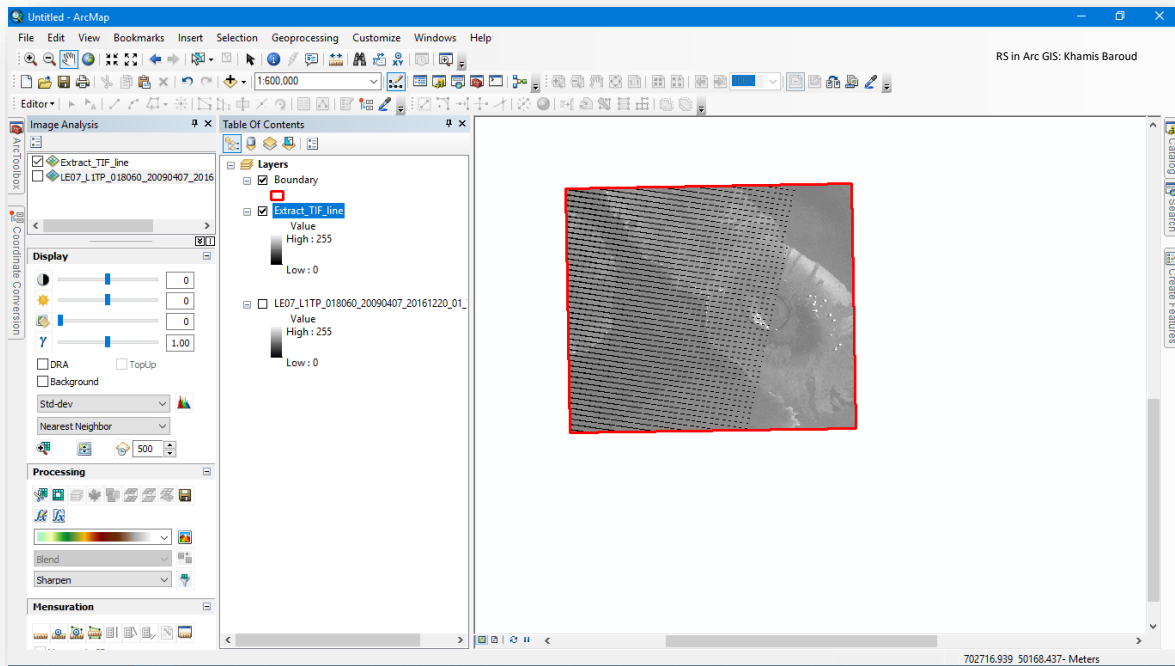 Untitled - ArcMap
File Edit View Bookmarks Insert Selection Geoprocessing Customize Windows Help
RS in Arc GIS: Khamis Baroud
1:600,000
Editor
Image Analysis
Extract_TIF_line
LE07_L1TP_018060_20090407_2016
Display
0
0
0
γ 1.00
DRA TopUp
Background
Std-dev
Nearest Neighbor
500
Processing
Blend
Sharpen
Mensuration
Table Of Contents
Layers
Boundary
Extract_TIF_line
Value
High : 255
Low : 0
LE07_L1TP_018060_20090407_20161220_01_
Value
High : 255
Low : 0
ArcToolbox
Coordinate Conversion
Catalog
Search
Create Features
702716.939 50168.437- Meters